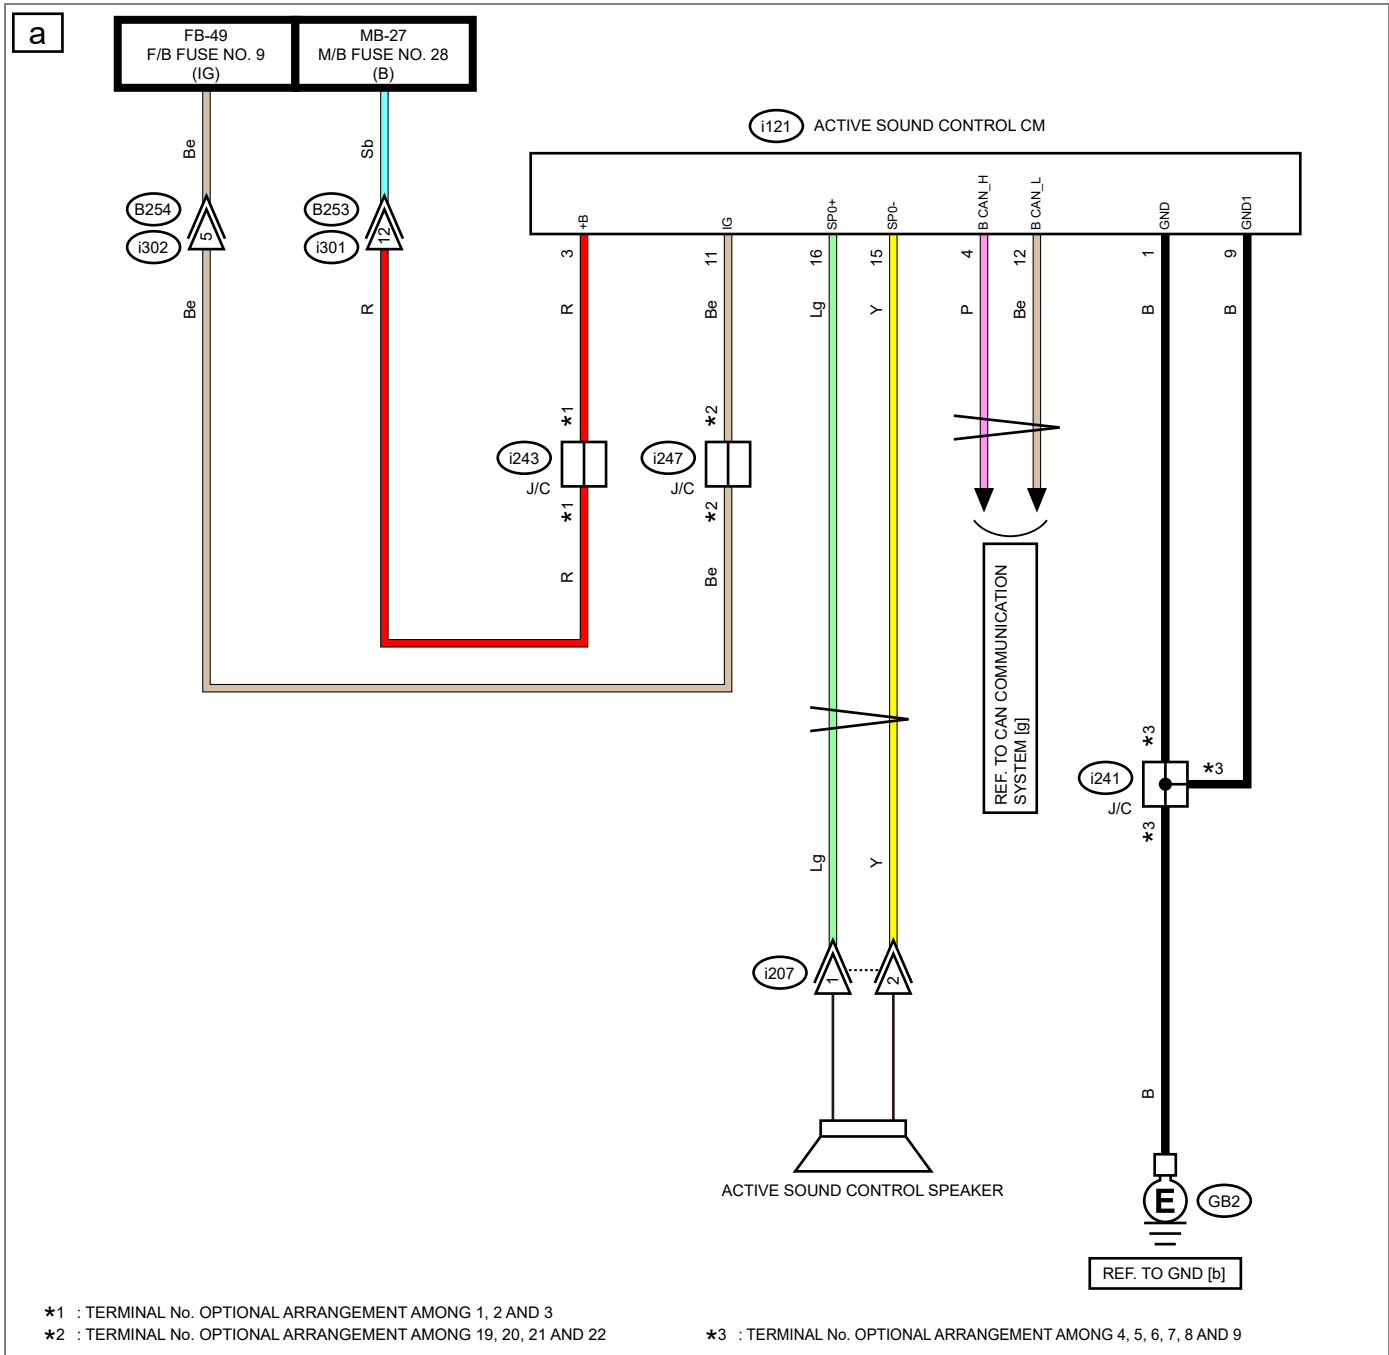 a
FB-49
F/B FUSE NO. 9
(IG)
MB-27
M/B FUSE NO. 28
(B)
i121 ACTIVE SOUND CONTROL CM
Be
Sb
B254
i302
5
B253
i301
12
+B
IG
SP0+
SP0-
B CAN_H
B CAN_L
GND
GND1
3
11
16
15
4
12
1
9
Be
R
R
Be
Lg
Y
P
Be
B
B
*1
*2
i243
J/C
i247
J/C
*1
*2
R
Be
REF. TO CAN COMMUNICATION
SYSTEM [g]
*3
*3
i241
J/C
*3
Lg
Y
i207
1
2
B
ACTIVE SOUND CONTROL SPEAKER
E
GB2
REF. TO GND [b]
*1 : TERMINAL No. OPTIONAL ARRANGEMENT AMONG 1, 2 AND 3
*2 : TERMINAL No. OPTIONAL ARRANGEMENT AMONG 19, 20, 21 AND 22
*3 : TERMINAL No. OPTIONAL ARRANGEMENT AMONG 4, 5, 6, 7, 8 AND 9